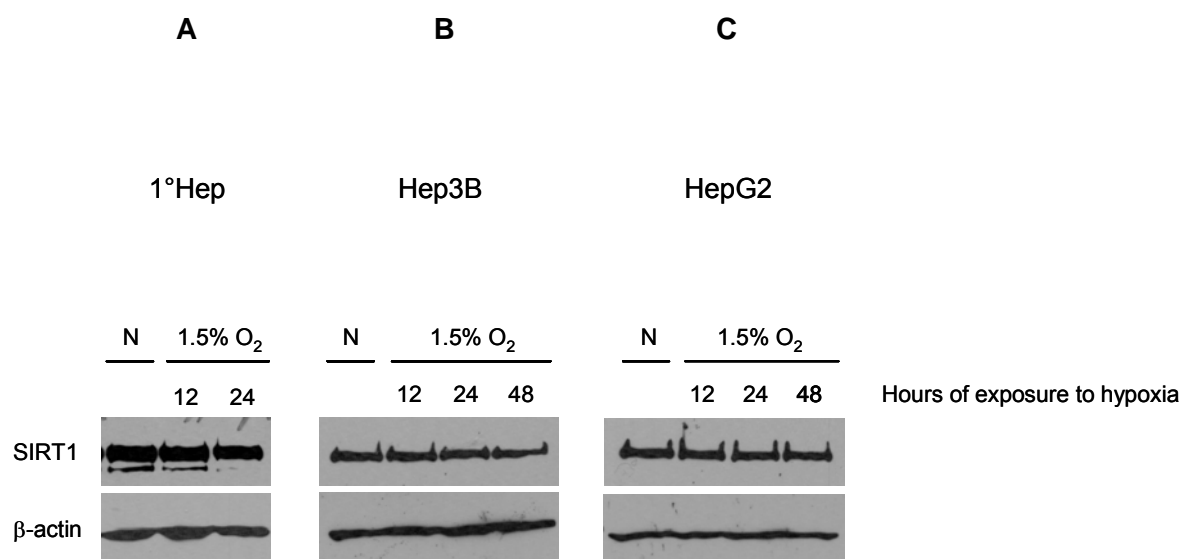 A B C
1°Hep Hep3B HepG2
N 1.5% O₂ N 1.5% O₂ N 1.5% O₂
12 24 12 24 48 12 24 48 Hours of exposure to hypoxia
SIRT1
β-actin